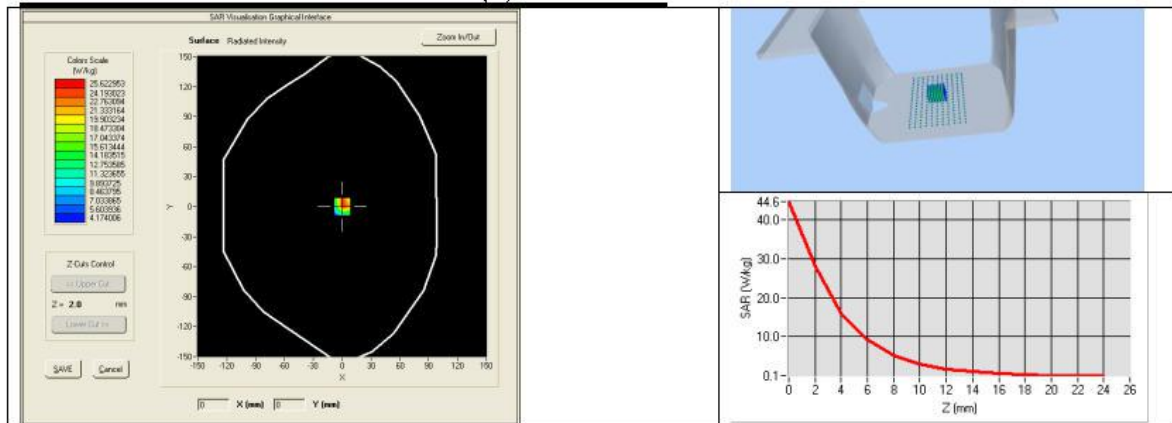 SAR Visualisation Graphical Interface
Surface Radiated Intensity
Zoom In/Out
Colors Scale
(W/kg)
25.622953
24.193023
22.763094
21.333164
19.903234
18.473304
17.043374
15.613444
14.183515
12.753585
11.323655
9.893725
8.463795
7.033865
5.603936
4.174006
150
120
90
60
30
0
-30
-60
-90
-120
-150
Y
-150 -120 -90 -60 -30 0 30 60 90 120 150
X
Z-Cuts Control
<< Upper Cut
Z = 2.0 mm
Lower Cut >>
SAVE Cancel
0 X (mm) 0 Y (mm)
44.6
40.0
30.0
20.0
10.0
0.1
SAR (W/kg)
0 2 4 6 8 10 12 14 16 18 20 22 24 26
Z (mm)